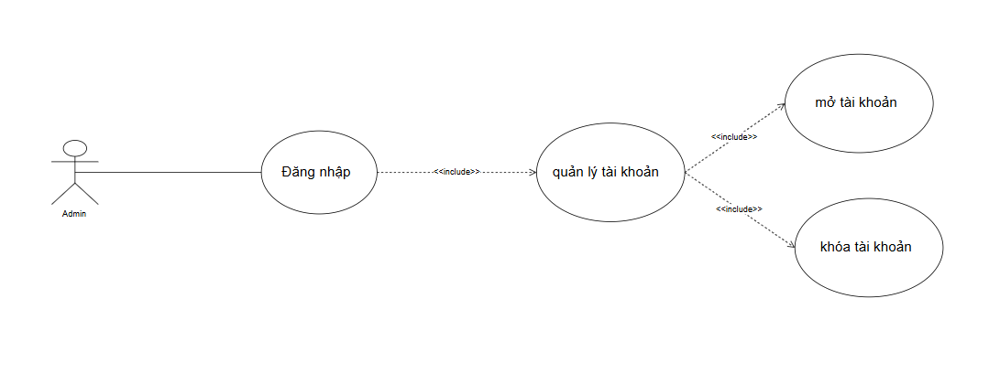 Admin
Đăng nhập
<<include>>
quản lý tài khoản
<<include>>
mở tài khoản
<<include>>
khóa tài khoản